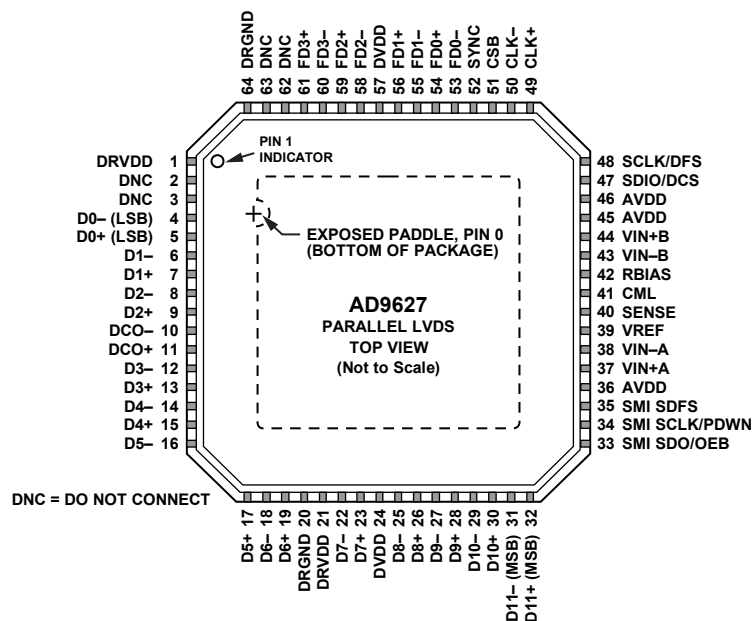 64 DRGND
63 DNC
62 DNC
61 FD3+
60 FD3–
59 FD2+
58 FD2–
57 DVDD
56 FD1+
55 FD1–
54 FD0+
53 FD0–
52 SYNC
51 CSB
50 CLK–
49 CLK+
PIN 1
INDICATOR
DRVDD 1
DNC 2
DNC 3
D0– (LSB) 4
D0+ (LSB) 5
D1– 6
D1+ 7
D2– 8
D2+ 9
DCO– 10
DCO+ 11
D3– 12
D3+ 13
D4– 14
D4+ 15
D5– 16
EXPOSED PADDLE, PIN 0
(BOTTOM OF PACKAGE)
AD9627
PARALLEL LVDS
TOP VIEW
(Not to Scale)
48 SCLK/DFS
47 SDIO/DCS
46 AVDD
45 AVDD
44 VIN+B
43 VIN–B
42 RBIAS
41 CML
40 SENSE
39 VREF
38 VIN–A
37 VIN+A
36 AVDD
35 SMI SDFS
34 SMI SCLK/PDWN
33 SMI SDO/OEB
DNC = DO NOT CONNECT
D5+ 17
D6– 18
D6+ 19
DRGND 20
DRVDD 21
D7– 22
D7+ 23
DVDD 24
D8– 25
D8+ 26
D9– 27
D9+ 28
D10– 29
D10+ 30
D11– (MSB) 31
D11+ (MSB) 32